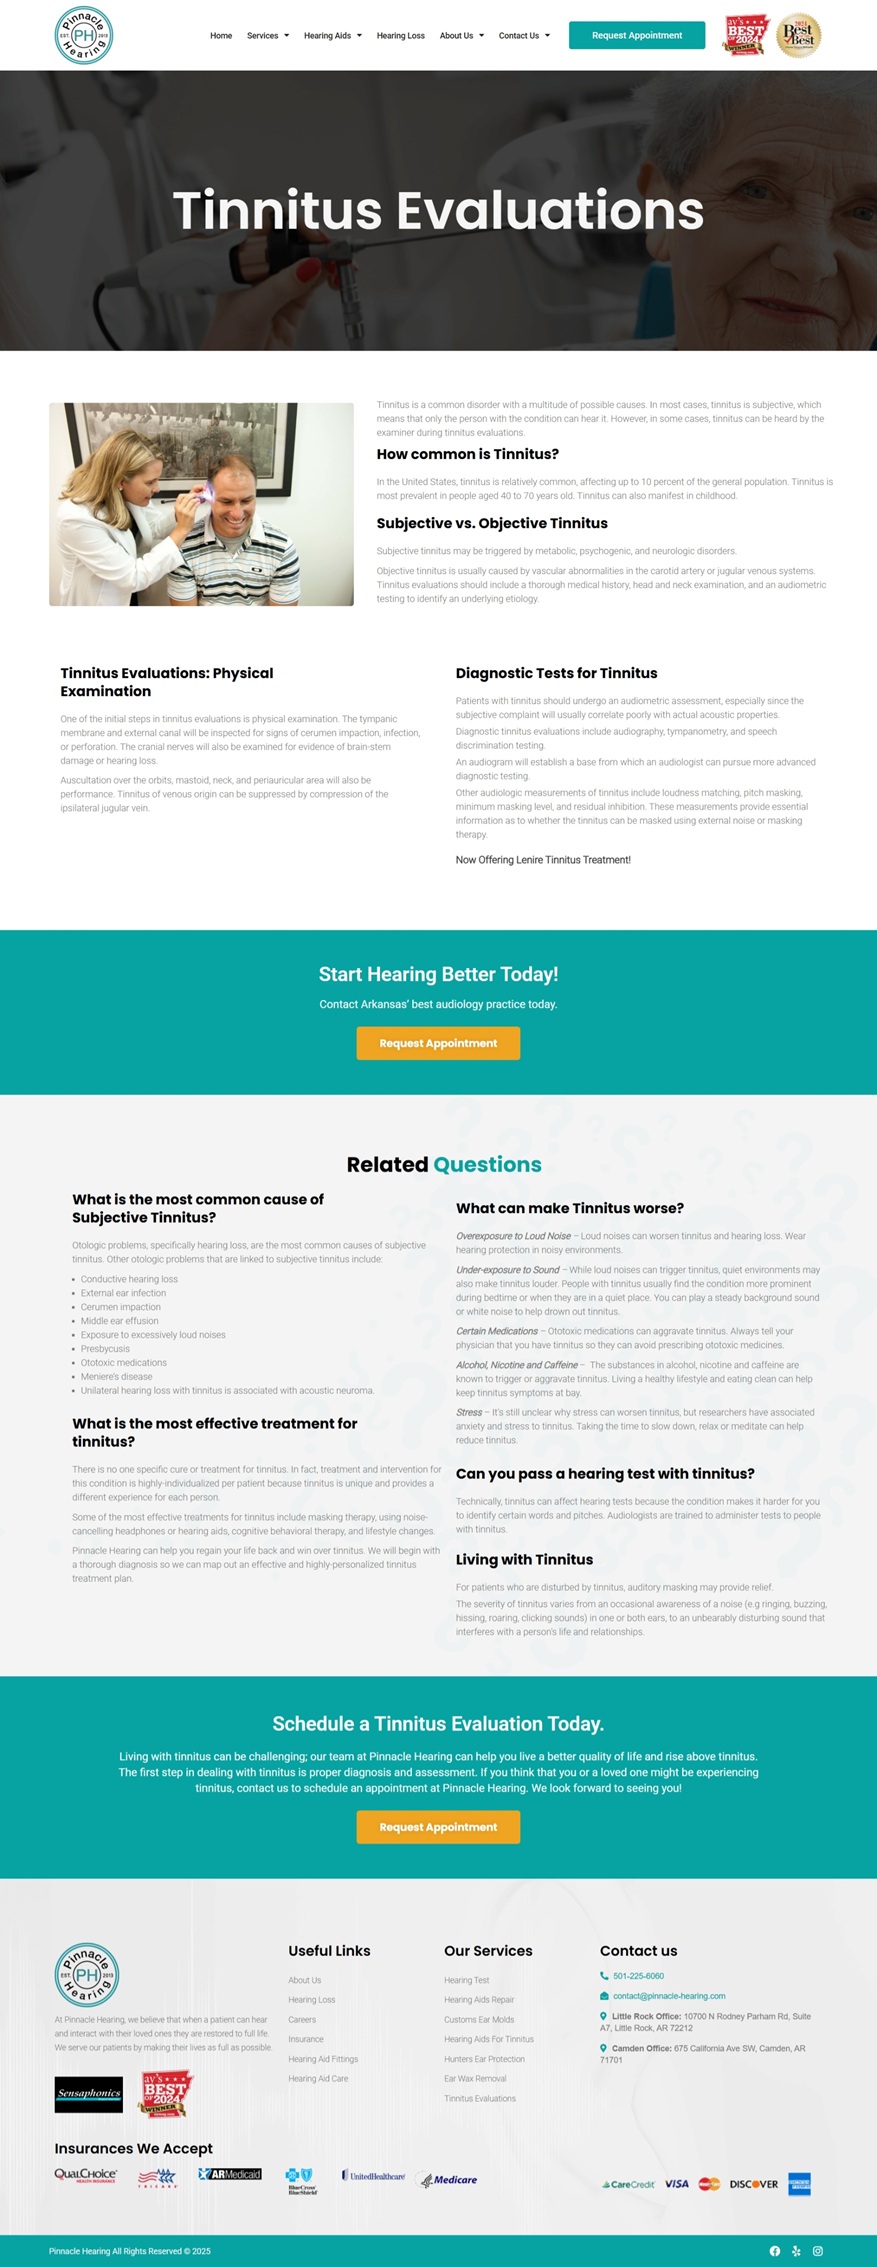 Pinnacle Hearing
EST. PH 2013
Home Services Hearing Aids Hearing Loss About Us Contact Us Request Appointment
BEST OF 2024 WINNER
2024 Best of the Best
Tinnitus Evaluations
Tinnitus is a common disorder with a multitude of possible causes. In most cases, tinnitus is subjective, which
means that only the person with the condition can hear it. However, in some cases, tinnitus can be heard by the
examiner during tinnitus evaluations.
How common is Tinnitus?
In the United States, tinnitus is relatively common, affecting up to 10 percent of the general population. Tinnitus is
most prevalent in people aged 40 to 70 years old. Tinnitus can also manifest in childhood.
Subjective vs. Objective Tinnitus
Subjective tinnitus may be triggered by metabolic, psychogenic, and neurologic disorders.
Objective tinnitus is usually caused by vascular abnormalities in the carotid artery or jugular venous systems.
Tinnitus evaluations should include a thorough medical history, head and neck examination, and an audiometric
testing to identify an underlying etiology.
Tinnitus Evaluations: Physical
Examination
One of the initial steps in tinnitus evaluations is physical examination. The tympanic
membrane and external canal will be inspected for signs of cerumen impaction, infection,
or perforation. The cranial nerves will also be examined for evidence of brain-stem
damage or hearing loss.
Auscultation over the orbits, mastoid, neck, and periauricular area will also be
performance. Tinnitus of venous origin can be suppressed by compression of the
ipsilateral jugular vein.
Diagnostic Tests for Tinnitus
Patients with tinnitus should undergo an audiometric assessment, especially since the
subjective complaint will usually correlate poorly with actual acoustic properties.
Diagnostic tinnitus evaluations include audiography, tympanometry, and speech
discrimination testing.
An audiogram will establish a base from which an audiologist can pursue more advanced
diagnostic testing.
Other audiologic measurements of tinnitus include loudness matching, pitch masking,
minimum masking level, and residual inhibition. These measurements provide essential
information as to whether the tinnitus can be masked using external noise or masking
therapy.
Now Offering Lenire Tinnitus Treatment!
Start Hearing Better Today!
Contact Arkansas' best audiology practice today.
Request Appointment
Related Questions
What is the most common cause of
Subjective Tinnitus?
Otologic problems, specifically hearing loss, are the most common causes of subjective
tinnitus. Other otologic problems that are linked to subjective tinnitus include:
• Conductive hearing loss
• External ear infection
• Cerumen impaction
• Middle ear effusion
• Exposure to excessively loud noises
• Presbycusis
• Ototoxic medications
• Meniere's disease
• Unilateral hearing loss with tinnitus is associated with acoustic neuroma.
What is the most effective treatment for
tinnitus?
There is no one specific cure or treatment for tinnitus. In fact, treatment and intervention for
this condition is highly-individualized per patient because tinnitus is unique and provides a
different experience for each person.
Some of the most effective treatments for tinnitus include masking therapy, using noise-
cancelling headphones or hearing aids, cognitive behavioral therapy, and lifestyle changes.
Pinnacle Hearing can help you regain your life back and win over tinnitus. We will begin with
a thorough diagnosis so we can map out an effective and highly-personalized tinnitus
treatment plan.
What can make Tinnitus worse?
Overexposure to Loud Noise – Loud noises can worsen tinnitus and hearing loss. Wear
hearing protection in noisy environments.
Under-exposure to Sound – While loud noises can trigger tinnitus, quiet environments may
also make tinnitus louder. People with tinnitus usually find the condition more prominent
during bedtime or when they are in a quiet place. You can play a steady background sound
or white noise to help drown out tinnitus.
Certain Medications – Ototoxic medications can aggravate tinnitus. Always tell your
physician that you have tinnitus so they can avoid prescribing ototoxic medicines.
Alcohol, Nicotine and Caffeine – The substances in alcohol, nicotine and caffeine are
known to trigger or aggravate tinnitus. Living a healthy lifestyle and eating clean can help
keep tinnitus symptoms at bay.
Stress – It's still unclear why stress can worsen tinnitus, but researchers have associated
anxiety and stress to tinnitus. Taking the time to slow down, relax or meditate can help
reduce tinnitus.
Can you pass a hearing test with tinnitus?
Technically, tinnitus can affect hearing tests because the condition makes it harder for you
to identify certain words and pitches. Audiologists are trained to administer tests to people
with tinnitus.
Living with Tinnitus
For patients who are disturbed by tinnitus, auditory masking may provide relief.
The severity of tinnitus varies from an occasional awareness of a noise (e.g ringing, buzzing,
hissing, roaring, clicking sounds) in one or both ears, to an unbearably disturbing sound that
interferes with a person's life and relationships.
Schedule a Tinnitus Evaluation Today.
Living with tinnitus can be challenging; our team at Pinnacle Hearing can help you live a better quality of life and rise above tinnitus.
The first step in dealing with tinnitus is proper diagnosis and assessment. If you think that you or a loved one might be experiencing
tinnitus, contact us to schedule an appointment at Pinnacle Hearing. We look forward to seeing you!
Request Appointment
Pinnacle Hearing
EST. PH 2013
At Pinnacle Hearing, we believe that when a patient can hear
and interact with their loved ones they are restored to full life.
We serve our patients by making their lives as full as possible.
Sensaphonics
BEST OF 2024 WINNER
Useful Links
About Us
Hearing Loss
Careers
Insurance
Hearing Aid Fittings
Hearing Aid Care
Our Services
Hearing Test
Hearing Aids Repair
Customs Ear Molds
Hearing Aids For Tinnitus
Hunters Ear Protection
Ear Wax Removal
Tinnitus Evaluations
Contact us
501-225-6060
contact@pinnacle-hearing.com
Little Rock Office: 10700 N Rodney Parham Rd, Suite
A7, Little Rock, AR 72212
Camden Office: 675 California Ave SW, Camden, AR
71701
Insurances We Accept
QualChoice HEALTH INSURANCE
TRICARE
ARMedicaid
BlueCross BlueShield
UnitedHealthcare
Medicare
CareCredit VISA MasterCard DISCOVER
Pinnacle Hearing All Rights Reserved © 2025